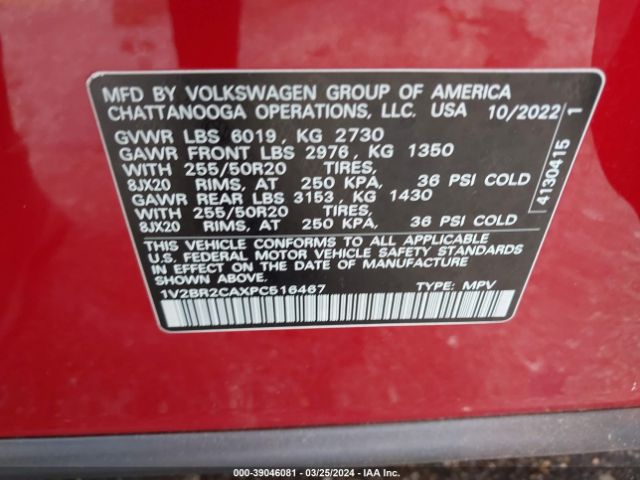 MFD BY VOLKSWAGEN GROUP OF AMERICA
CHATTANOOGA OPERATIONS, LLC. USA 10/2022
GVWR LBS 6019, KG 2730
GAWR FRONT LBS 2976, KG 1350
WITH 255/50R20 TIRES,
8JX20 RIMS, AT 250 KPA, 36 PSI COLD
GAWR REAR LBS 3153, KG 1430
WITH 255/50R20 TIRES,
8JX20 RIMS, AT 250 KPA, 36 PSI COLD
THIS VEHICLE CONFORMS TO ALL APPLICABLE
U.S. FEDERAL MOTOR VEHICLE SAFETY STANDARDS
IN EFFECT ON THE DATE OF MANUFACTURE
SHOWN ABOVE.
1V2BR2CAXPC516467 TYPE: MPV
4130415 1
000-39046081 - 03/25/2024 - IAA Inc.